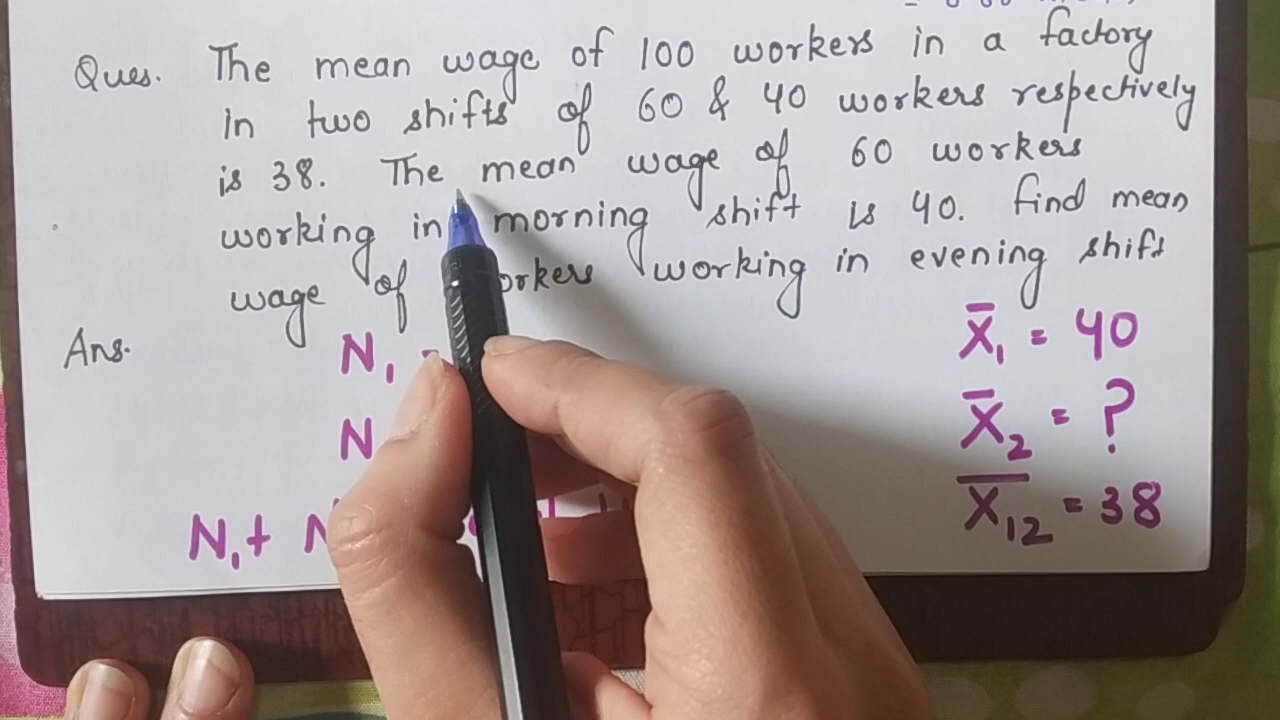 Ques. The mean wage of 100 workers in a factory
in two shifts of 60 & 40 workers respectively
is 38. The mean wage of 60 workers
working in morning shift is 40. find mean
wage of working in evening shift
Ans. N₁
X̄₁ = 40
N
X̄₂ = ?
N₁+ N
X̄₁₂ = 38